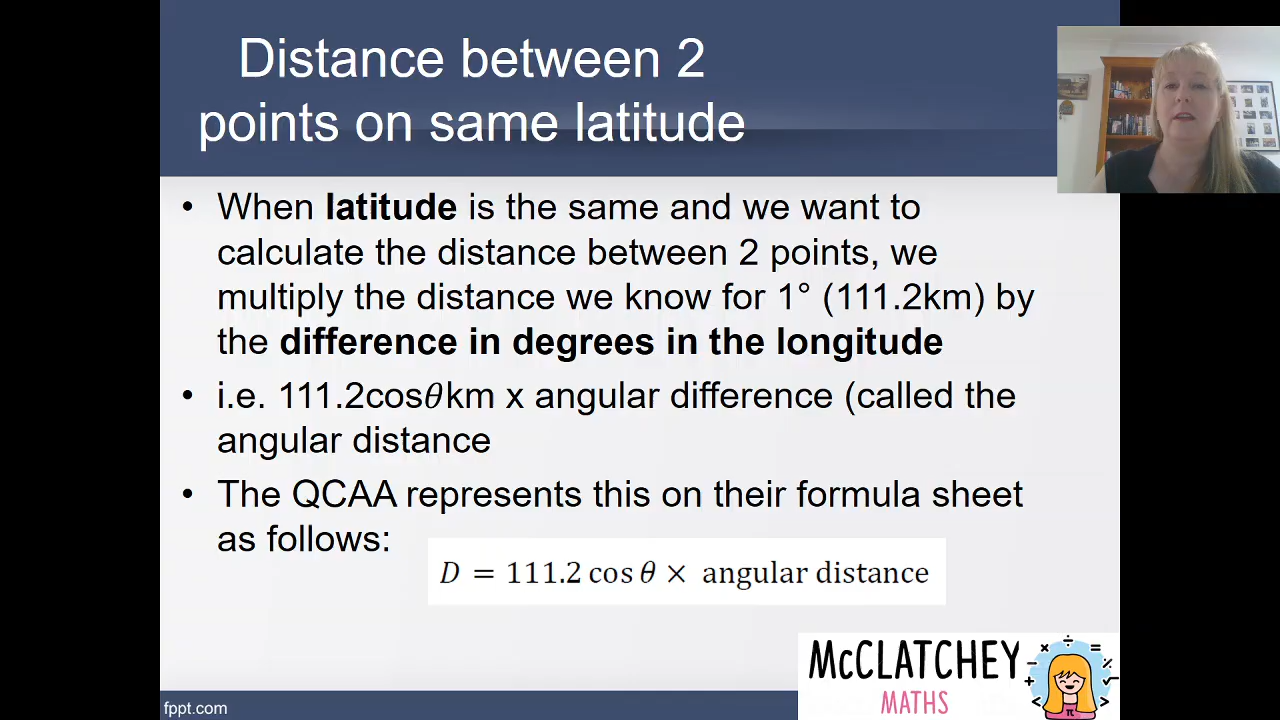 Distance between 2
points on same latitude
• When latitude is the same and we want to
calculate the distance between 2 points, we
multiply the distance we know for 1° (111.2km) by
the difference in degrees in the longitude
• i.e. 111.2cos𝜃km x angular difference (called the
angular distance
• The QCAA represents this on their formula sheet
as follows:
D = 111.2 cos θ × angular distance
McCLATCHEY
MATHS
fppt.com